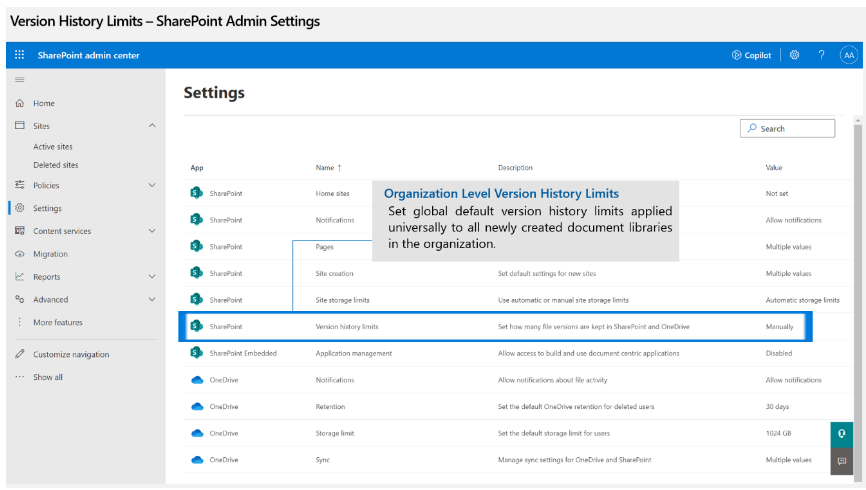 Version History Limits – SharePoint Admin Settings
SharePoint admin center
Copilot
?
AA
Home
Sites
Active sites
Deleted sites
Policies
Settings
Content services
Migration
Reports
Advanced
More features
Customize navigation
Show all
Settings
Search
App Name ↑ Description Value
SharePoint Home sites Not set
SharePoint Notifications Allow notifications
SharePoint Pages Multiple values
Organization Level Version History Limits
Set global default version history limits applied
universally to all newly created document libraries
in the organization.
SharePoint Site creation Set default settings for new sites Multiple values
SharePoint Site storage limits Use automatic or manual site storage limits Automatic storage limits
SharePoint Version history limits Set how many file versions are kept in SharePoint and OneDrive Manually
SharePoint Embedded Application management Allow access to build and use document centric applications Disabled
OneDrive Notifications Allow notifications about file activity Allow notifications
OneDrive Retention Set the default OneDrive retention for deleted users 30 days
OneDrive Storage limit Set the default storage limit for users 1024 GB
OneDrive Sync Manage sync settings for OneDrive and SharePoint Multiple values